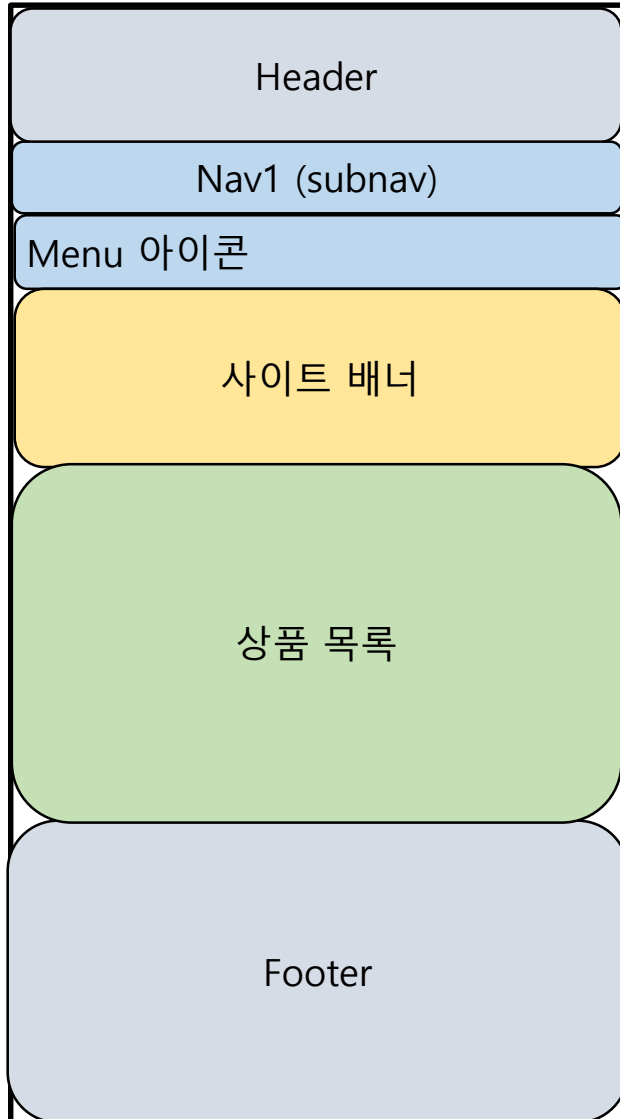 Header
Nav1 (subnav)
Menu 아이콘
사이트 배너
상품 목록
Footer